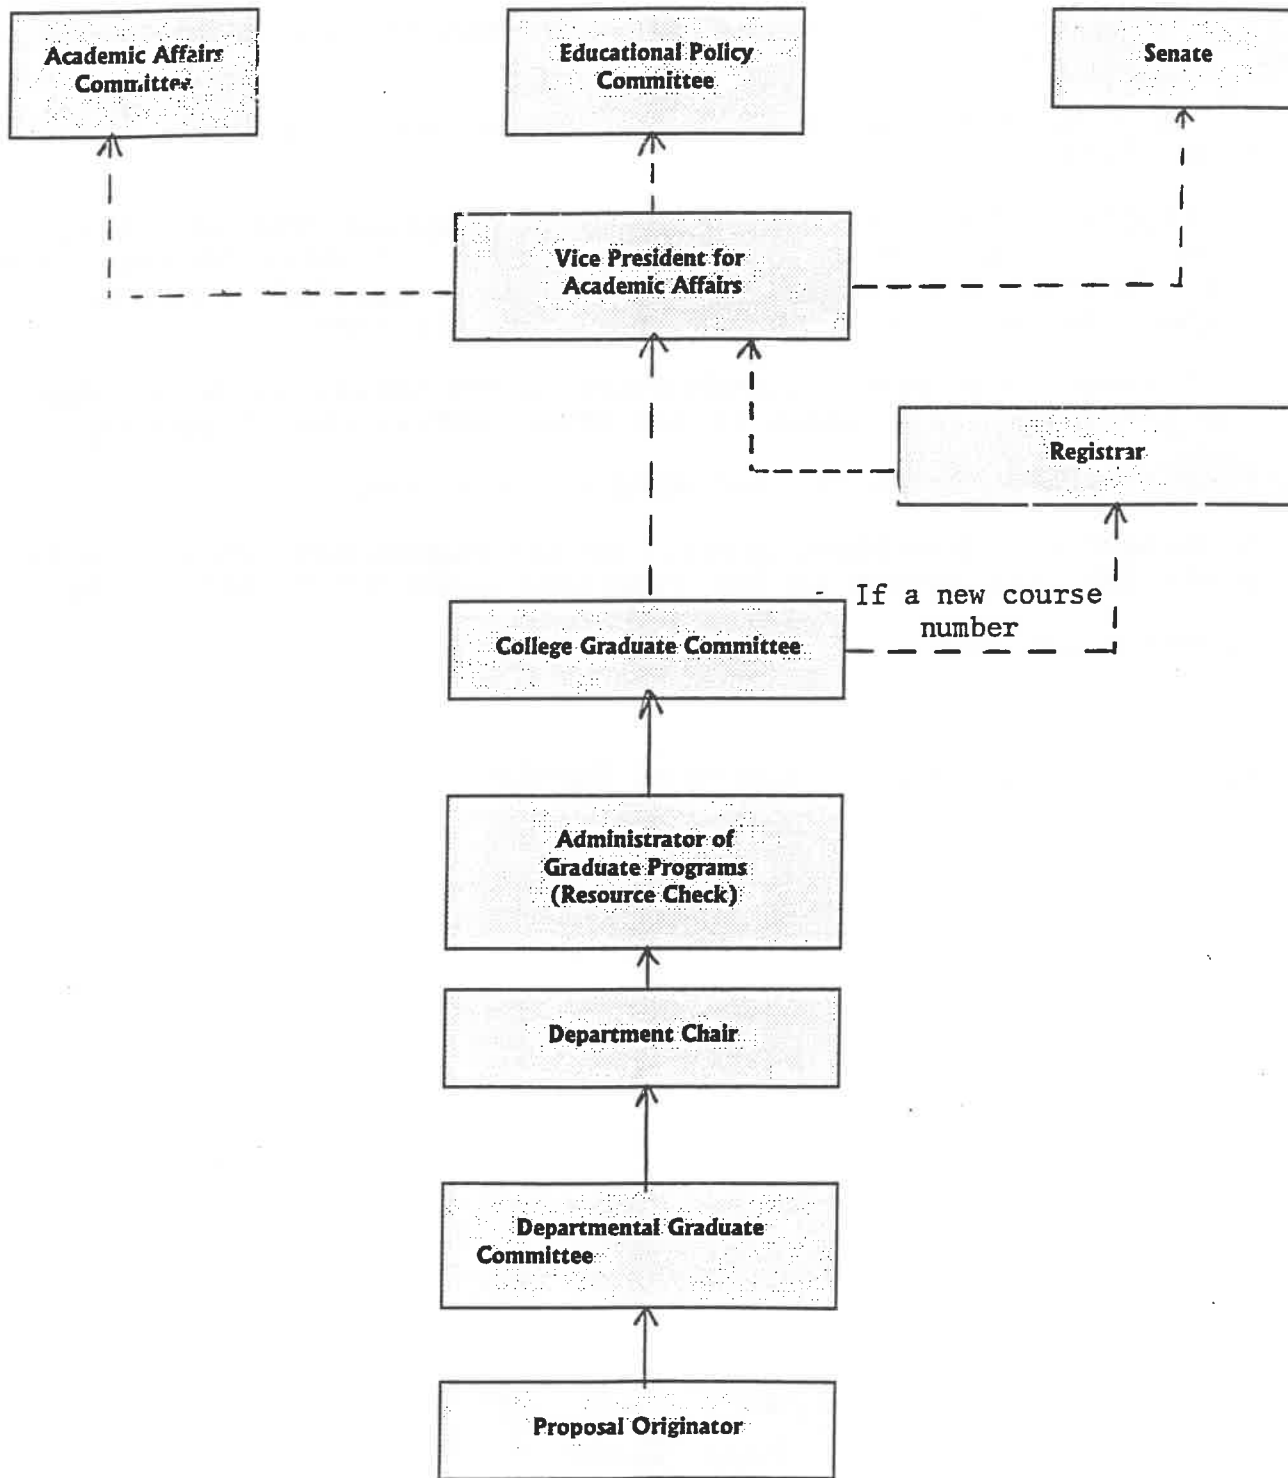 Academic Affairs
Committee
Educational Policy
Committee
Senate
Vice President for
Academic Affairs
Registrar
If a new course
number
College Graduate Committee
Administrator of
Graduate Programs
(Resource Check)
Department Chair
Departmental Graduate
Committee
Proposal Originator